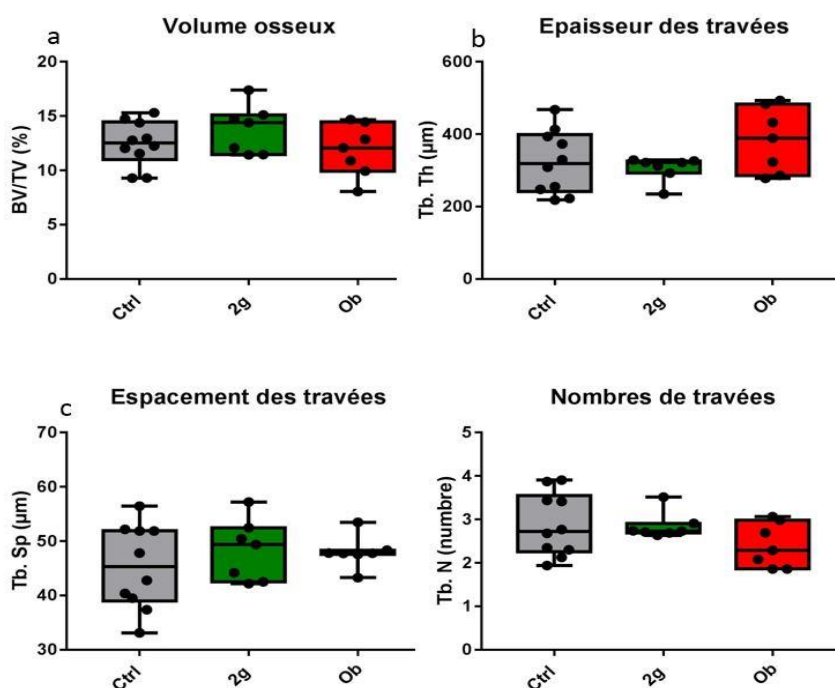 a
Volume osseux
BV/TV (%)
20
15
10
5
0
Ctrl
2g
Ob
b
Epaisseur des travées
Tb. Th (µm)
600
400
200
0
Ctrl
2g
Ob
c
Espacement des travées
Tb. Sp (µm)
70
60
50
40
30
Ctrl
2g
Ob
Nombres de travées
Tb. N (numbre)
5
4
3
2
1
0
Ctrl
2g
Ob